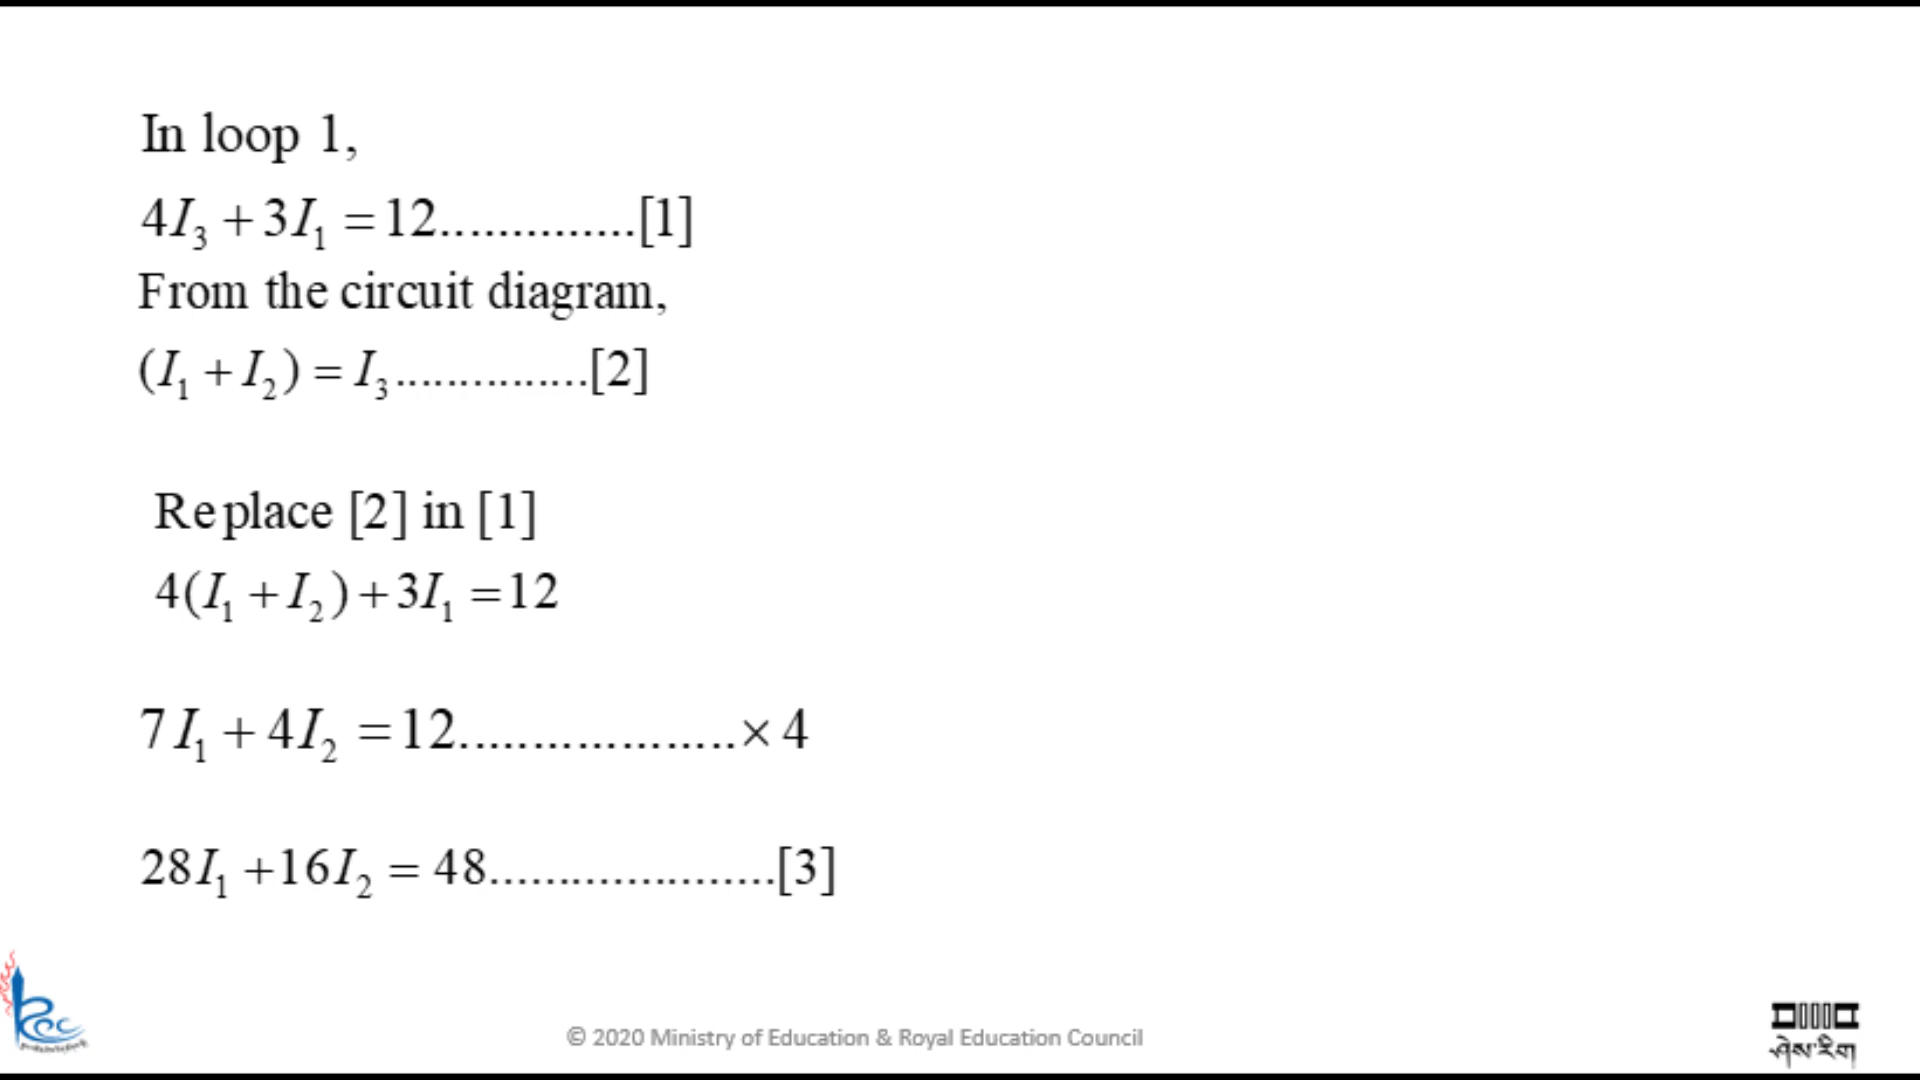 In loop 1,
4I₃ + 3I₁ = 12..............[1]
From the circuit diagram,
(I₁ + I₂) = I₃...............[2]
Replace [2] in [1]
4(I₁ + I₂) + 3I₁ = 12
7I₁ + 4I₂ = 12...................× 4
28I₁ + 16I₂ = 48.....................[3]
© 2020 Ministry of Education & Royal Education Council
ཤེས་རིག